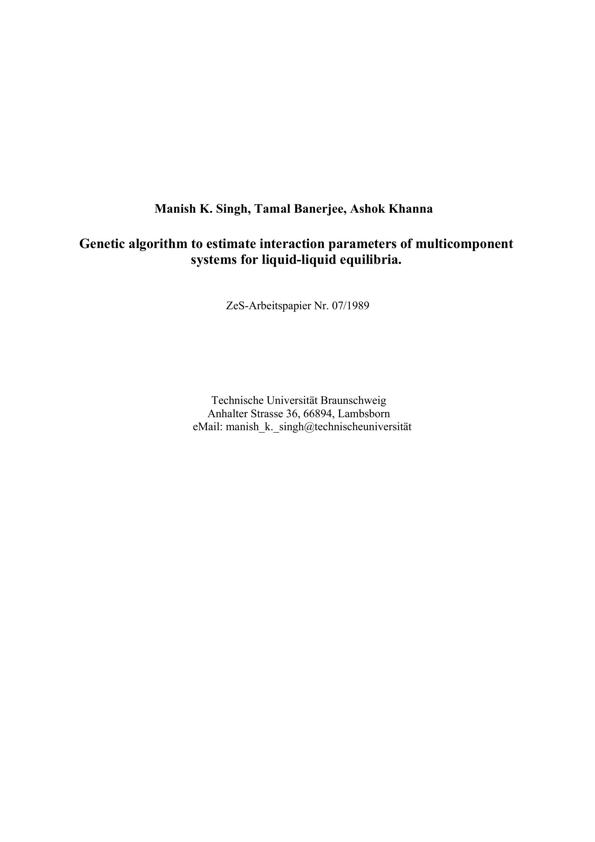 Manish K. Singh, Tamal Banerjee, Ashok Khanna
Genetic algorithm to estimate interaction parameters of multicomponent
systems for liquid-liquid equilibria.
ZeS-Arbeitspapier Nr. 07/1989
Technische Universität Braunschweig
Anhalter Strasse 36, 66894, Lambsborn
eMail: manish_k._singh@technischeuniversität